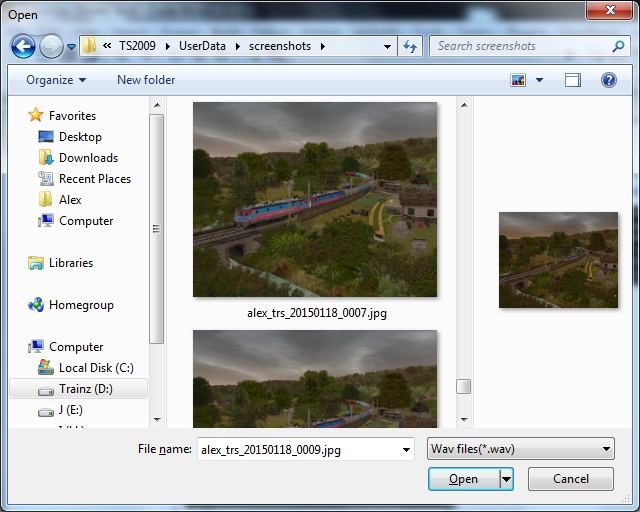 Open
« TS2009 UserData screenshots
Search screenshots
Organize New folder
Favorites
Desktop
Downloads
Recent Places
Alex
Computer
Libraries
Homegroup
Computer
Local Disk (C:)
Trainz (D:)
J (E:)
alex_trs_20150118_0007.jpg
File name: alex_trs_20150118_0009.jpg Wav files(*.wav)
Open Cancel